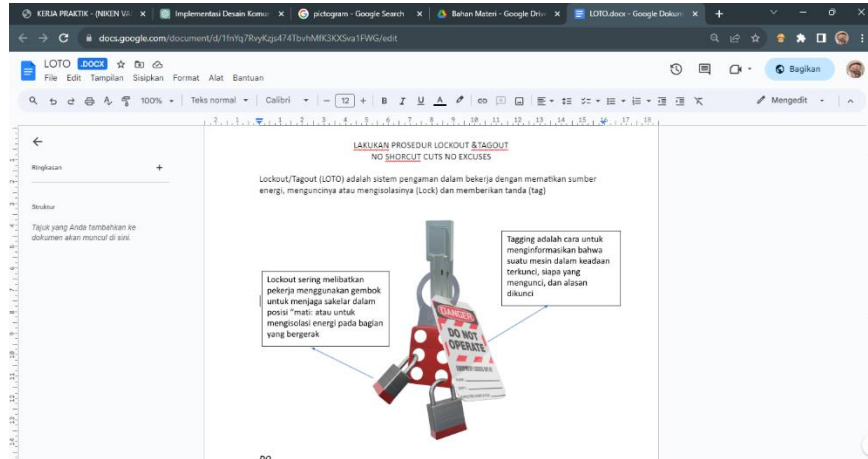 KERJA PRAKTIK - (NIKEN VA
Implementasi Desain Komu
pictogram - Google Search
Bahan Materi - Google Drive
LOTO.docx - Google Dokum
docs.google.com/document/d/1fnYq7RvyKzjs474TbvhMfK3KXSva1FWG/edit
LOTO .DOCX
File Edit Tampilan Sisipkan Format Alat Bantuan
Bagikan
100% Teks normal Calibri 12 B I U A Mengedit
Ringkasan
Struktur
Tajuk yang Anda tambahkan ke
dokumen akan muncul di sini.
LAKUKAN PROSEDUR LOCKOUT &TAGOUT
NO SHORCUT CUTS NO EXCUSES
Lockout/Tagout (LOTO) adalah sistem pengaman dalam bekerja dengan mematikan sumber
energi, menguncinya atau mengisolasinya (Lock) dan memberikan tanda (tag)
Tagging adalah cara untuk
menginformasikan bahwa
suatu mesin dalam keadaan
terkunci, siapa yang
mengunci, dan alasan
dikunci
Lockout sering melibatkan
pekerja menggunakan gembok
untuk menjaga sakelar dalam
posisi "mati: atau untuk
mengisolasi energi pada bagian
yang bergerak
DANGER
DO NOT
OPERATE